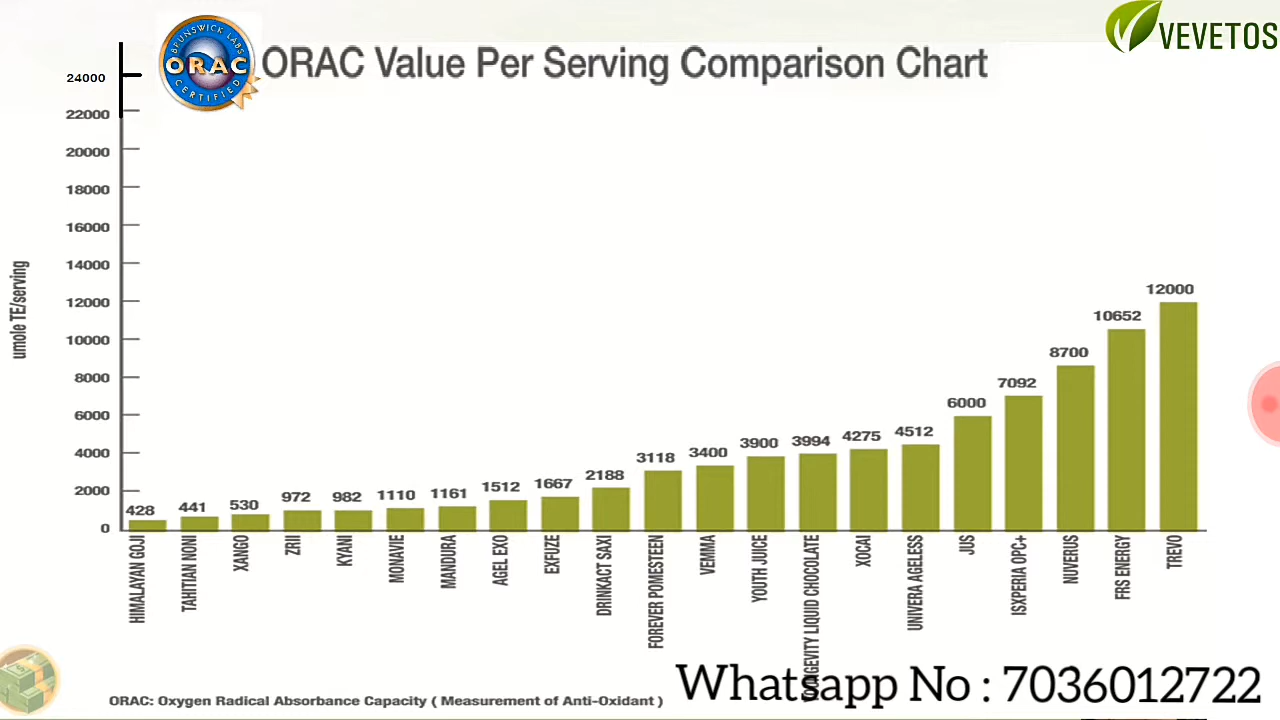 BRUNSWICK LABS
ORAC
CERTIFIED
ORAC Value Per Serving Comparison Chart
VEVETOS
umole TE/serving
24000
22000
20000
18000
16000
14000
12000
10000
8000
6000
4000
2000
0
428
441
530
972
982
1110
1161
1512
1667
2188
3118
3400
3900
3994
4275
4512
6000
7092
8700
10652
12000
HIMALAYAN GOJI
TAHITIAN NONI
XANGO
ZRII
KYANI
MONAVIE
MANDURA
AGEL EXO
EXFUZE
DRINKACT SAXI
FOREVER POMESTEEN
VEMMA
YOUTH JUICE
LIQUID CHOCOLATE
XOCAI
UNIVERA AGELESS
JUS
ISXPERIA OPC+
NUVERUS
FRS ENERGY
TREVO
ORAC: Oxygen Radical Absorbance Capacity ( Measurement of Anti-Oxidant )
Whatsapp No : 7036012722